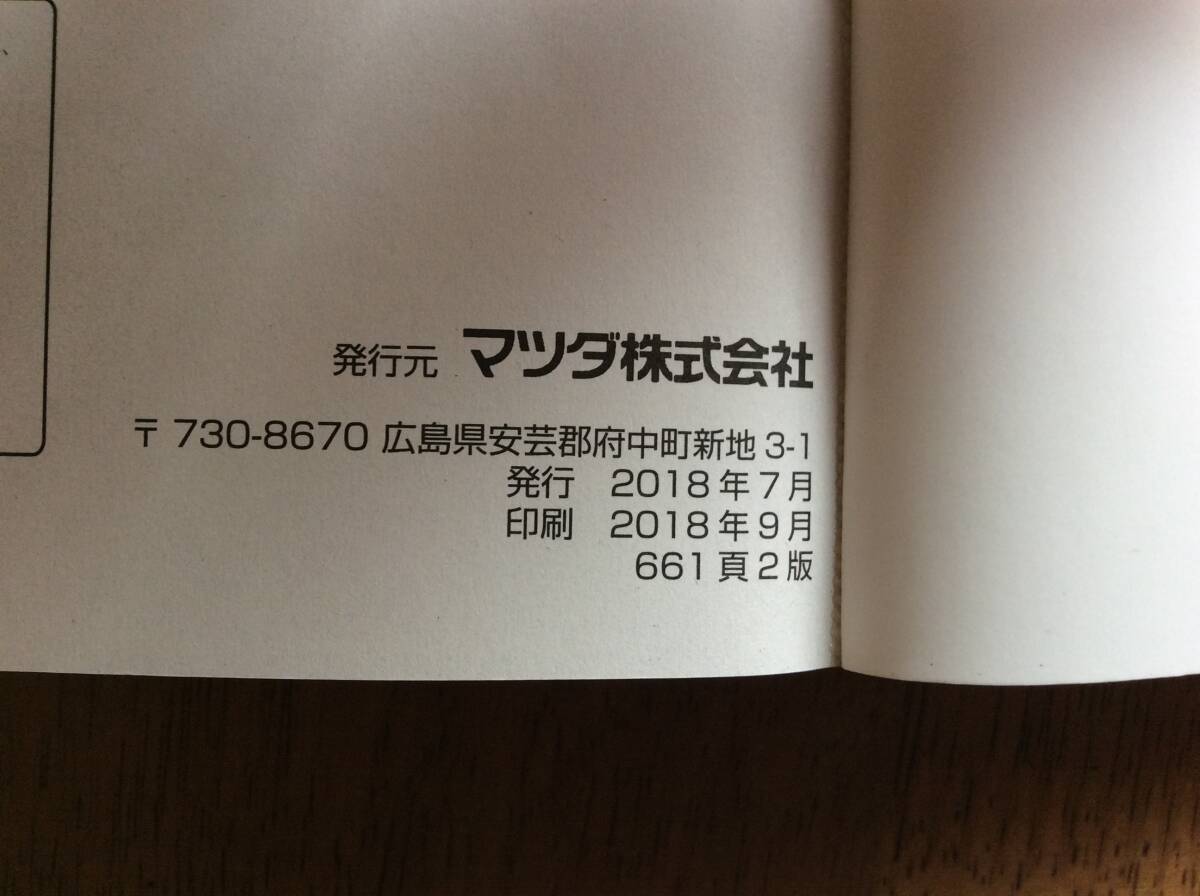 発行元 マツダ株式会社
〒730-8670 広島県安芸郡府中町新地 3-1
発行 2018年7月
印刷 2018年9月
661頁2版